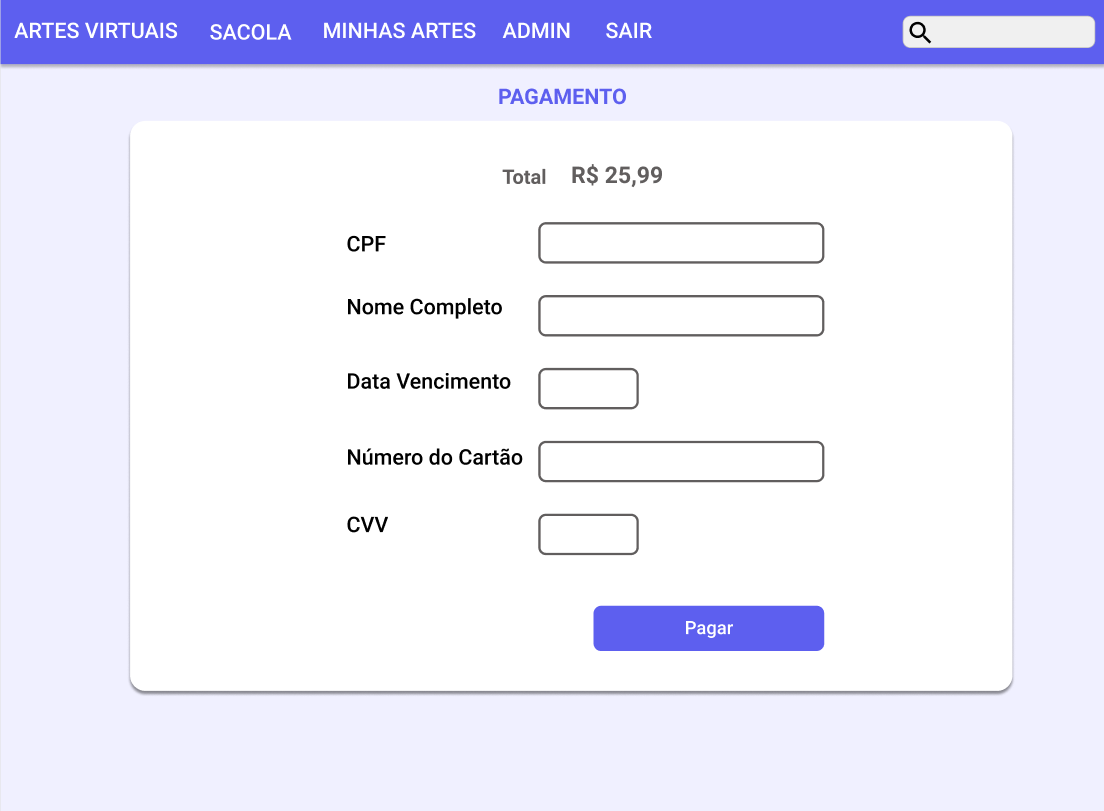 ARTES VIRTUAIS SACOLA MINHAS ARTES ADMIN SAIR
PAGAMENTO
Total R$ 25,99
CPF
Nome Completo
Data Vencimento
Número do Cartão
CVV
Pagar